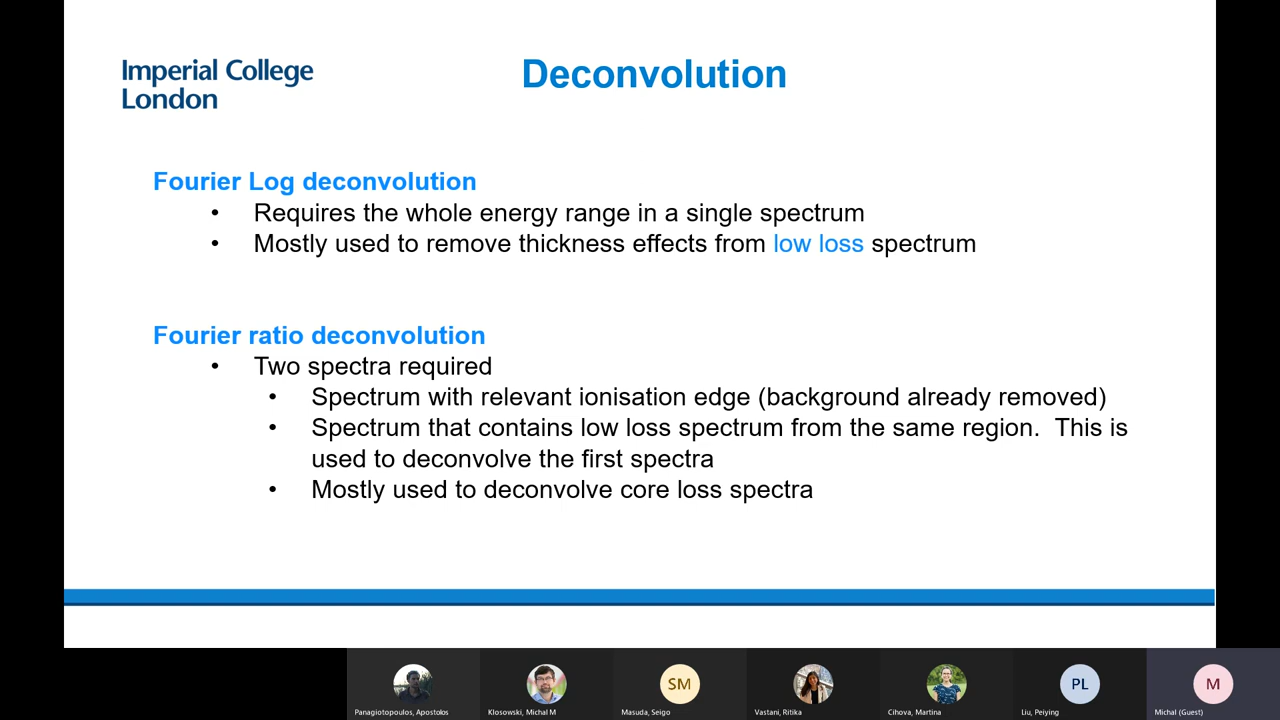 Imperial College
London
Deconvolution
Fourier Log deconvolution
• Requires the whole energy range in a single spectrum
• Mostly used to remove thickness effects from low loss spectrum
Fourier ratio deconvolution
• Two spectra required
• Spectrum with relevant ionisation edge (background already removed)
• Spectrum that contains low loss spectrum from the same region. This is
used to deconvolve the first spectra
• Mostly used to deconvolve core loss spectra
SM
PL
M
Panagiotopoulos, Apostolos
Klosowski, Michal M
Masuda, Seigo
Vastani, Ritika
Cihova, Martina
Liu, Peiying
Michal (Guest)